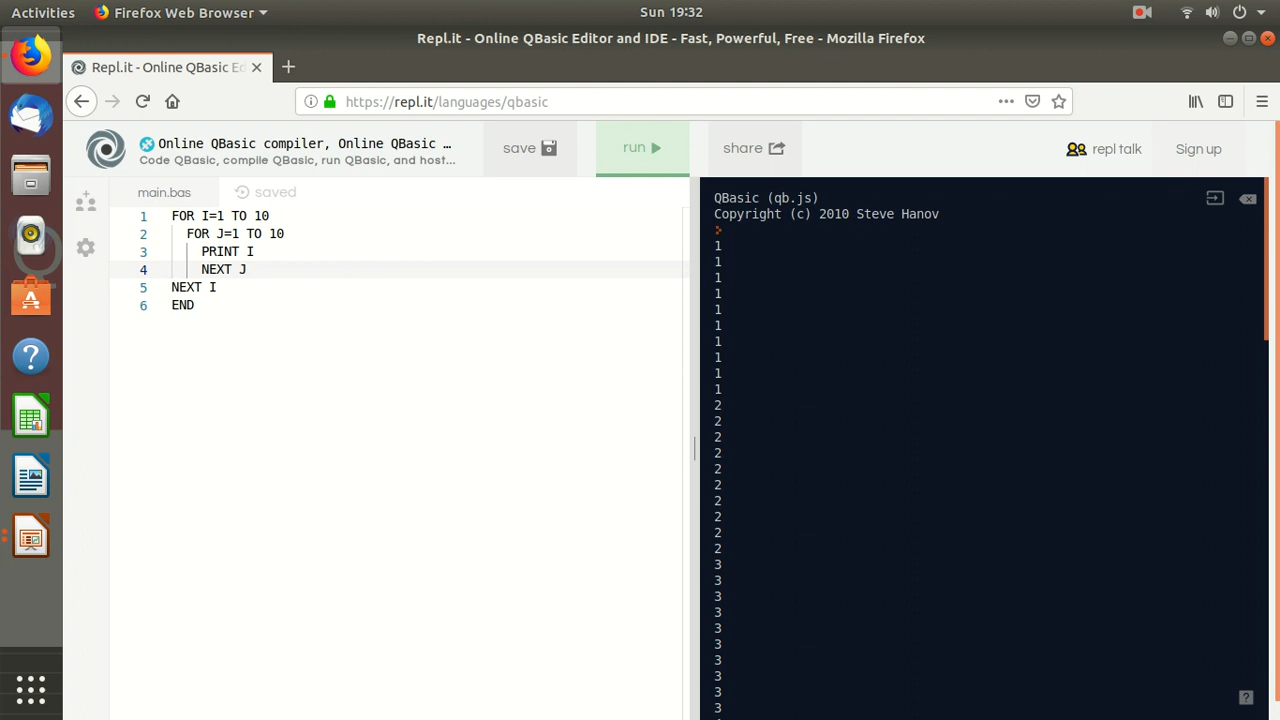 Activities Firefox Web Browser Sun 19:32
Repl.it - Online QBasic Editor and IDE - Fast, Powerful, Free - Mozilla Firefox
Repl.it - Online QBasic Ed
https://repl.it/languages/qbasic
Online QBasic compiler, Online QBasic ...
Code QBasic, compile QBasic, run QBasic, and host...
save run share repl talk Sign up
main.bas saved
1 FOR I=1 TO 10
2 FOR J=1 TO 10
3 PRINT I
4 NEXT J
5 NEXT I
6 END
QBasic (qb.js)
Copyright (c) 2010 Steve Hanov
>
1
1
1
1
1
1
1
1
1
1
2
2
2
2
2
2
2
2
2
2
3
3
3
3
3
3
3
3
3
3